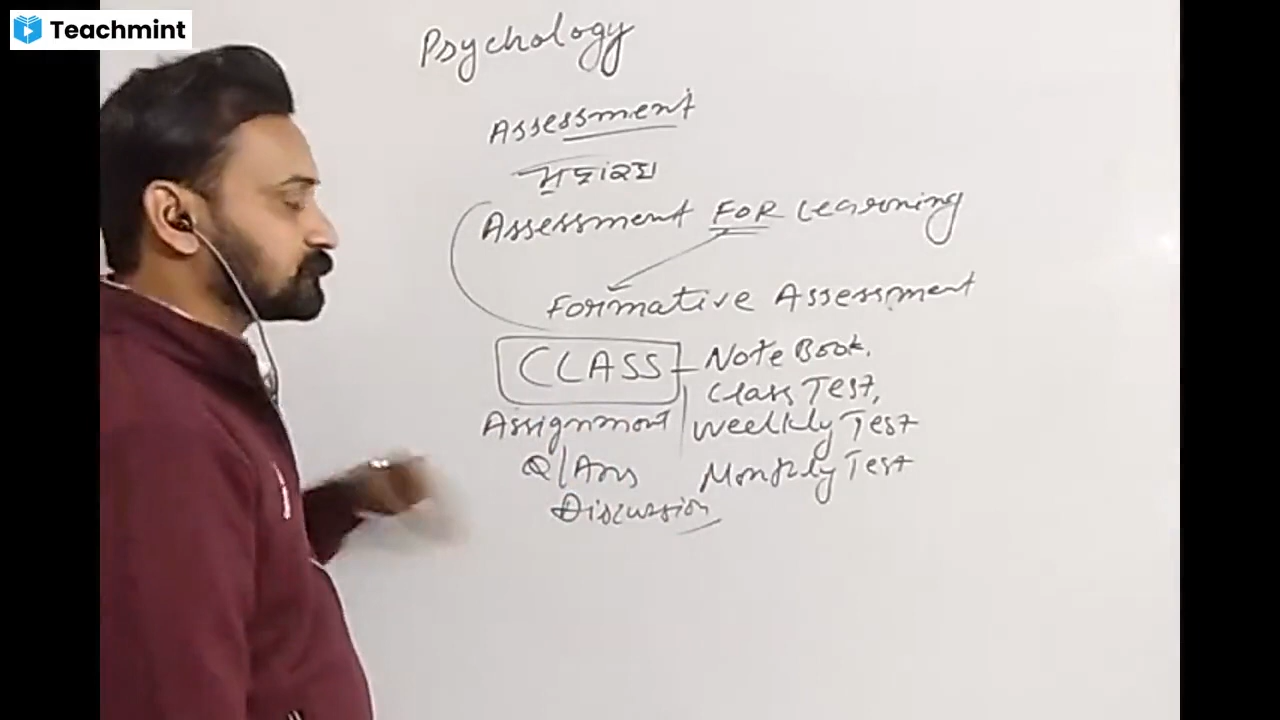 Teachmint
Psychology
Assessment
Assessment FOR Learning
Formative Assessment
CLASS - Note Book.
Class Test,
Assignment Weekly Test
Q/Ans Monthly Test
Discussion